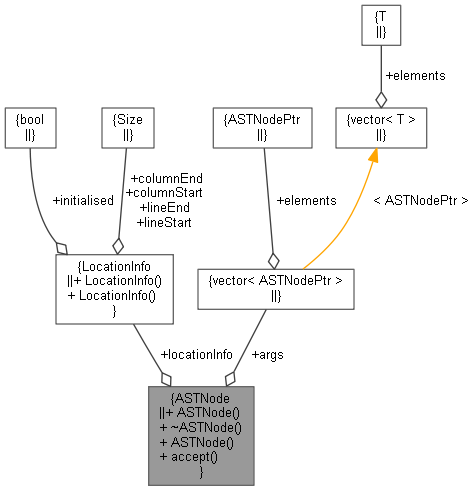 {T
||}
+elements
{bool
||}
{Size
||}
{ASTNodePtr
||}
{vector< T >
||}
+initialised
+columnEnd
+columnStart
+lineEnd
+lineStart
+elements
< ASTNodePtr >
{LocationInfo
||+ LocationInfo()
+ LocationInfo()
}
{vector< ASTNodePtr >
||}
+locationInfo
+args
{ASTNode
||+ ASTNode()
+ ~ASTNode()
+ ASTNode()
+ accept()
}